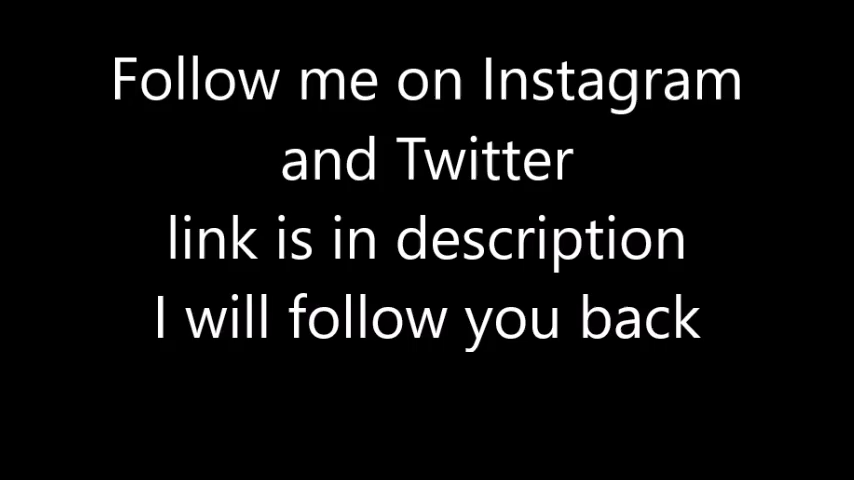 Follow me on Instagram
and Twitter
link is in description
I will follow you back